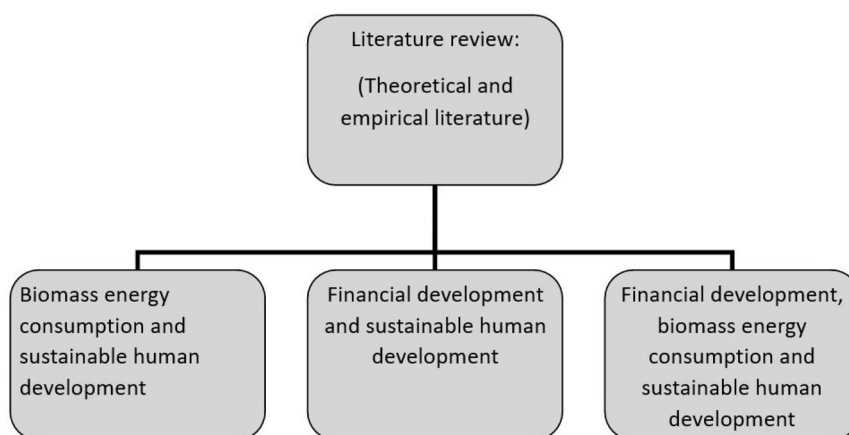 Literature review:
(Theoretical and
empirical literature)
Biomass energy
consumption and
sustainable human
development
Financial development
and sustainable human
development
Financial development,
biomass energy
consumption and
sustainable human
development